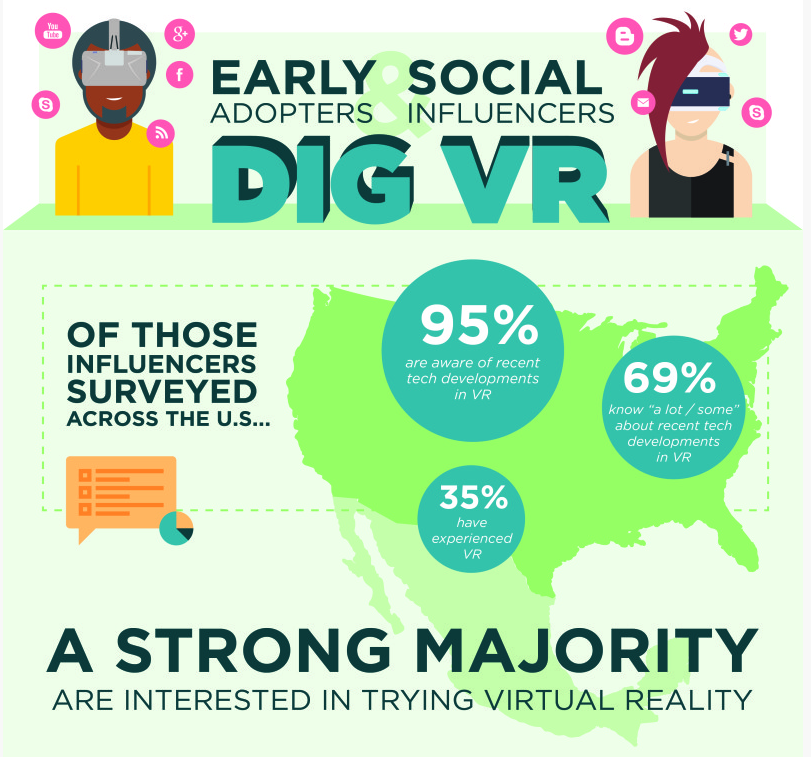 You
Tube
g+
f
S
EARLY & SOCIAL
ADOPTERS INFLUENCERS
DIG VR
B
S
OF THOSE
INFLUENCERS
SURVEYED
ACROSS THE U.S...
95%
are aware of recent
tech developments
in VR
69%
know “a lot / some”
about recent tech
developments
in VR
35%
have
experienced
VR
A STRONG MAJORITY
ARE INTERESTED IN TRYING VIRTUAL REALITY